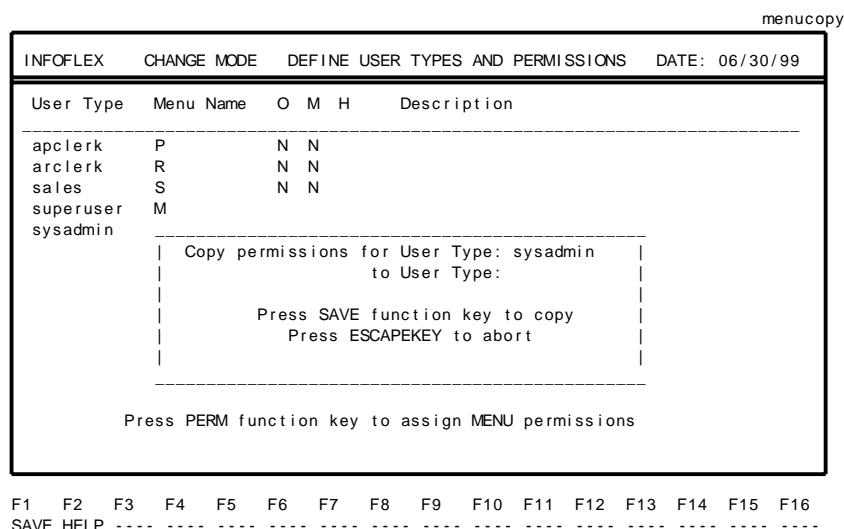 menucopy
INFOFLEX CHANGE MODE DEFINE USER TYPES AND PERMISSIONS DATE: 06/30/99
User Type Menu Name O M H Description
apclerk P N N
arclerk R N N
sales S N N
superuser M
sysadmin
Copy permissions for User Type: sysadmin
to User Type:
Press SAVE function key to copy
Press ESCAPEKEY to abort
Press PERM function key to assign MENU permissions
F1 F2 F3 F4 F5 F6 F7 F8 F9 F10 F11 F12 F13 F14 F15 F16
SAVE HELP ---- ---- ---- ---- ---- ---- ---- ---- ---- ---- ---- ---- ---- ----